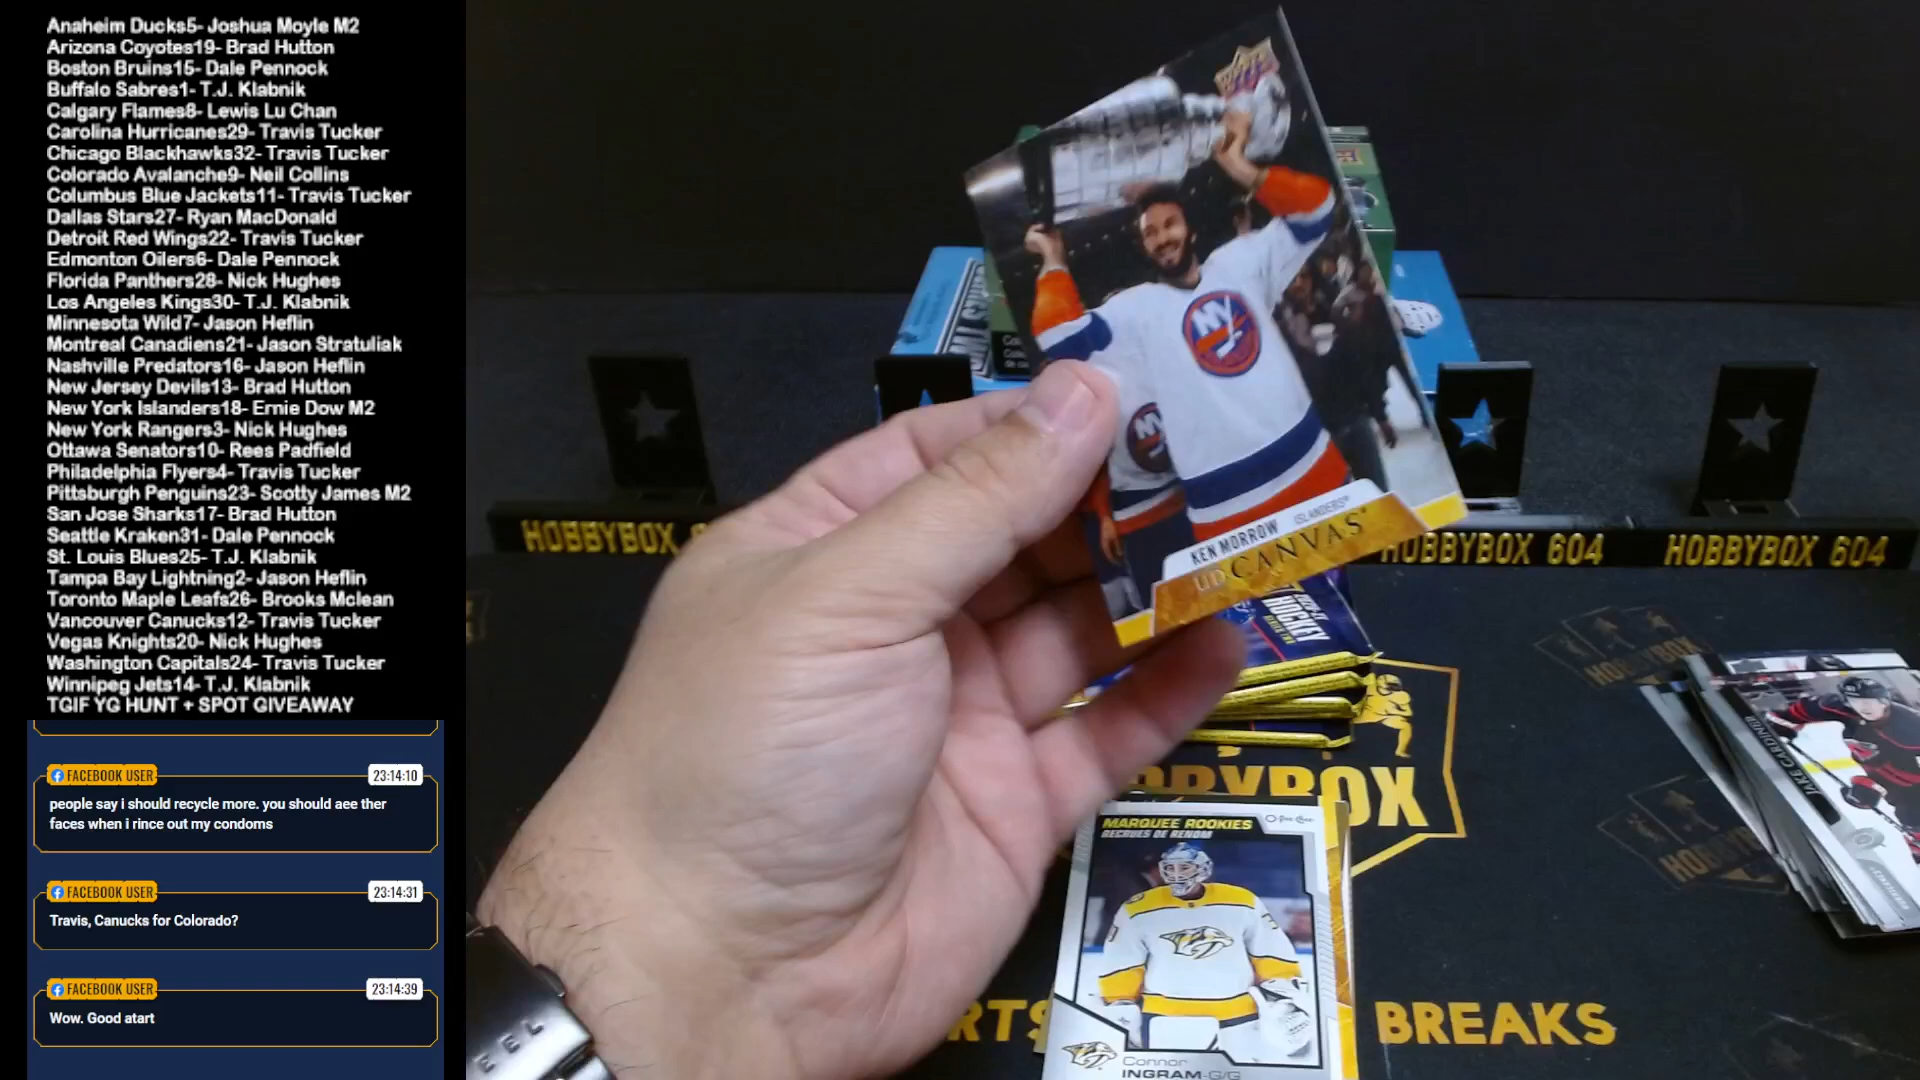 Anaheim Ducks5- Joshua Moyle M2
Arizona Coyotes19- Brad Hutton
Boston Bruins15- Dale Pennock
Buffalo Sabres1- T.J. Klabnik
Calgary Flames8- Lewis Lu Chan
Carolina Hurricanes29- Travis Tucker
Chicago Blackhawks32- Travis Tucker
Colorado Avalanche9- Neil Collins
Columbus Blue Jackets11- Travis Tucker
Dallas Stars27- Ryan MacDonald
Detroit Red Wings22- Travis Tucker
Edmonton Oilers6- Dale Pennock
Florida Panthers28- Nick Hughes
Los Angeles Kings30- T.J. Klabnik
Minnesota Wild7- Jason Heflin
Montreal Canadiens21- Jason Stratuliak
Nashville Predators16- Jason Heflin
New Jersey Devils13- Brad Hutton
New York Islanders18- Ernie Dow M2
New York Rangers3- Nick Hughes
Ottawa Senators10- Rees Padfield
Philadelphia Flyers4- Travis Tucker
Pittsburgh Penguins23- Scotty James M2
San Jose Sharks17- Brad Hutton
Seattle Kraken31- Dale Pennock
St. Louis Blues25- T.J. Klabnik
Tampa Bay Lightning2- Jason Heflin
Toronto Maple Leafs26- Brooks Mclean
Vancouver Canucks12- Travis Tucker
Vegas Knights20- Nick Hughes
Washington Capitals24- Travis Tucker
Winnipeg Jets14- T.J. Klabnik
TGIF YG HUNT + SPOT GIVEAWAY
FACEBOOK USER 23:14:10
people say i should recycle more. you should aee ther
faces when i rince out my condoms
FACEBOOK USER 23:14:31
Travis, Canucks for Colorado?
FACEBOOK USER 23:14:39
Wow. Good atart
NY
NY
KEN MORROW ISLANDERS
UD CANVAS
HOBBYBOX
HOBBYBOX 604
HOBBYBOX 604
HOCKEY
HOBBYBOX
HOBBYBOX
JAKE GARDINER
MARQUEE ROOKIES
RECRUES DE RENOM
O-Pee-Chee
Connor
INGRAM-G/G
BREAKS